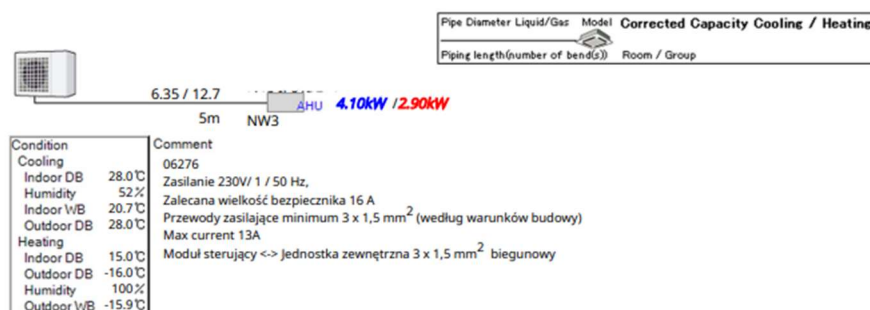 Pipe Diameter Liquid/Gas Model Corrected Capacity Cooling / Heating
Piping length(number of bend(s)) Room / Group
6.35 / 12.7
AHU 4.10kW /2.90kW
5m NW3
Condition
Cooling
Indoor DB 28.0℃
Humidity 52%
Indoor WB 20.7℃
Outdoor DB 28.0℃
Heating
Indoor DB 15.0℃
Outdoor DB -16.0℃
Humidity 100%
Outdoor WB -15.9℃
Comment
06276
Zasilanie 230V/ 1 / 50 Hz,
Zalecana wielkość bezpiecznika 16 A
Przewody zasilające minimum 3 x 1,5 mm² (według warunków budowy)
Max current 13A
Moduł sterujący <-> Jednostka zewnętrzna 3 x 1,5 mm² biegunowy